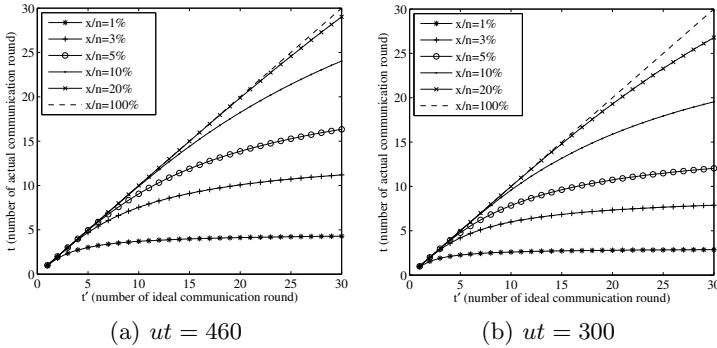 30
25
20
15
10
5
0
t (number of actual communication round)
x/n=1%
x/n=3%
x/n=5%
x/n=10%
x/n=20%
x/n=100%
0 5 10 15 20 25 30
t′ (number of ideal communication round)
(a) ut = 460
30
25
20
15
10
5
0
t (number of actual communication round)
x/n=1%
x/n=3%
x/n=5%
x/n=10%
x/n=20%
x/n=100%
0 5 10 15 20 25 30
t′ (number of ideal communication round)
(b) ut = 300